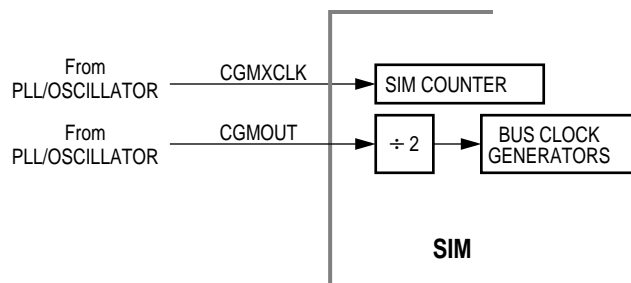 From
PLL/OSCILLATOR
CGMXCLK
SIM COUNTER
From
PLL/OSCILLATOR
CGMOUT
÷ 2
BUS CLOCK
GENERATORS
SIM